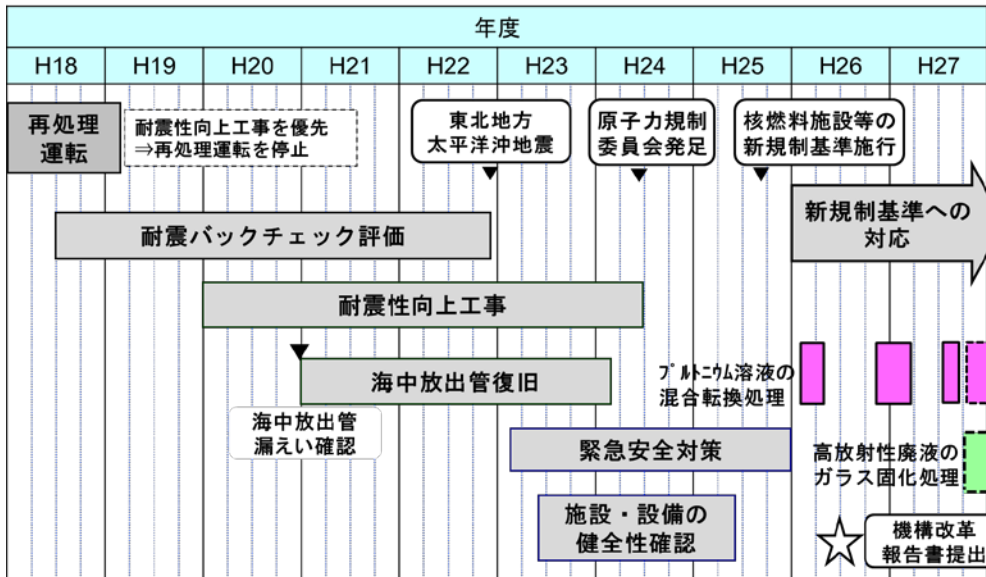 年度
H18 H19 H20 H21 H22 H23 H24 H25 H26 H27
再処理
運転
耐震性向上工事を優先
⇒再処理運転を停止
東北地方
太平洋沖地震
原子力規制
委員会発足
核燃料施設等の
新規制基準施行
新規制基準への
対応
耐震バックチェック評価
耐震性向上工事
海中放出管復旧
プルトニウム溶液の
混合転換処理
海中放出管
漏えい確認
緊急安全対策
高放射性廃液の
ガラス固化処理
施設・設備の
健全性確認
機構改革
報告書提出